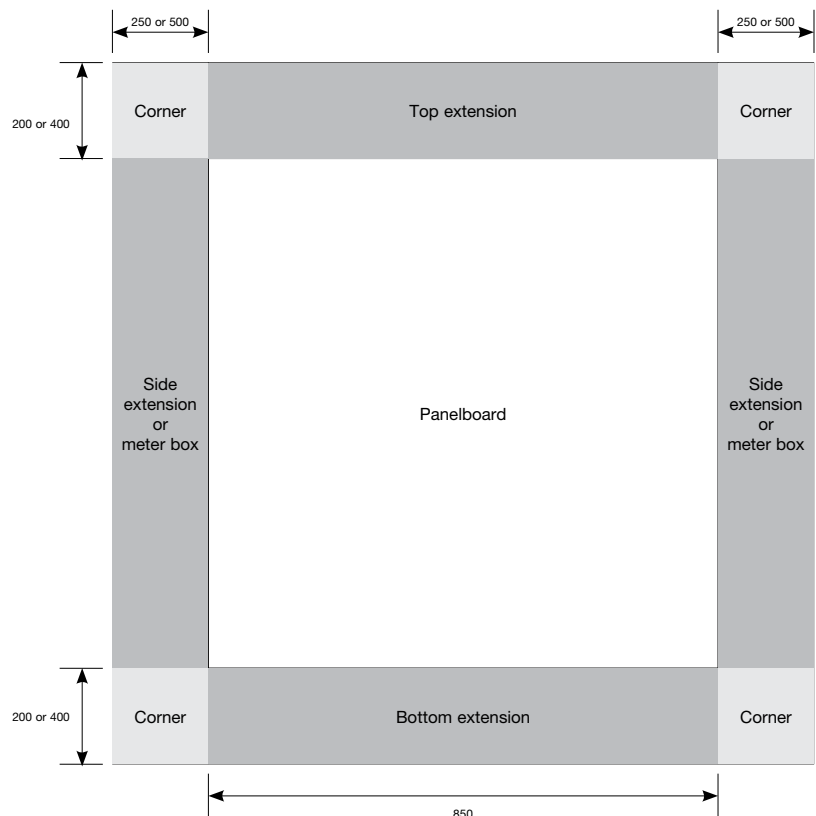 250 or 500
250 or 500
200 or 400
Corner
Top extension
Corner
Side
extension
or
meter box
Panelboard
Side
extension
or
meter box
200 or 400
Corner
Bottom extension
Corner
850